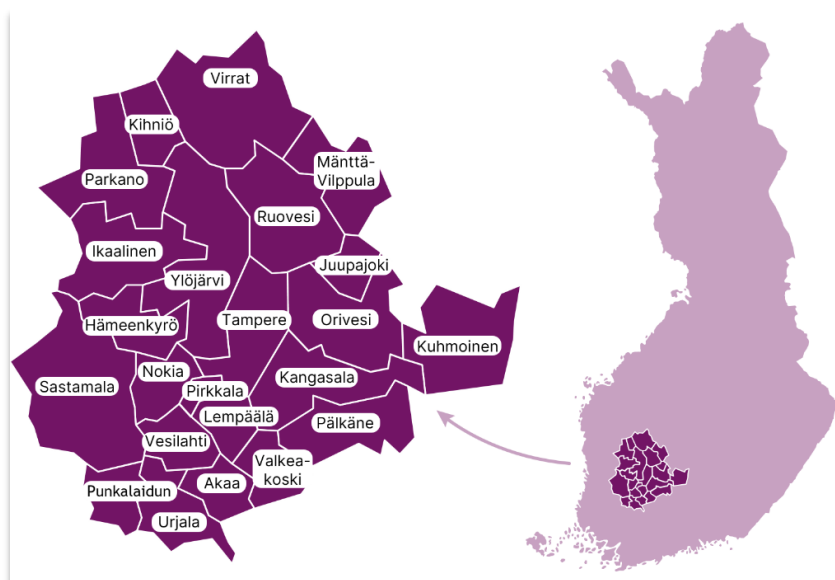 Virrat
Kihniö
Mänttä-
Vilppula
Parkano
Ruovesi
Ikaalinen
Juupajoki
Ylöjärvi
Hämeenkyrö
Tampere
Orivesi
Kuhmoinen
Nokia
Kangasala
Sastamala
Pirkkala
Lempäälä
Pälkäne
Vesilahti
Valkea-
koski
Akaa
Punkalaidun
Urjala